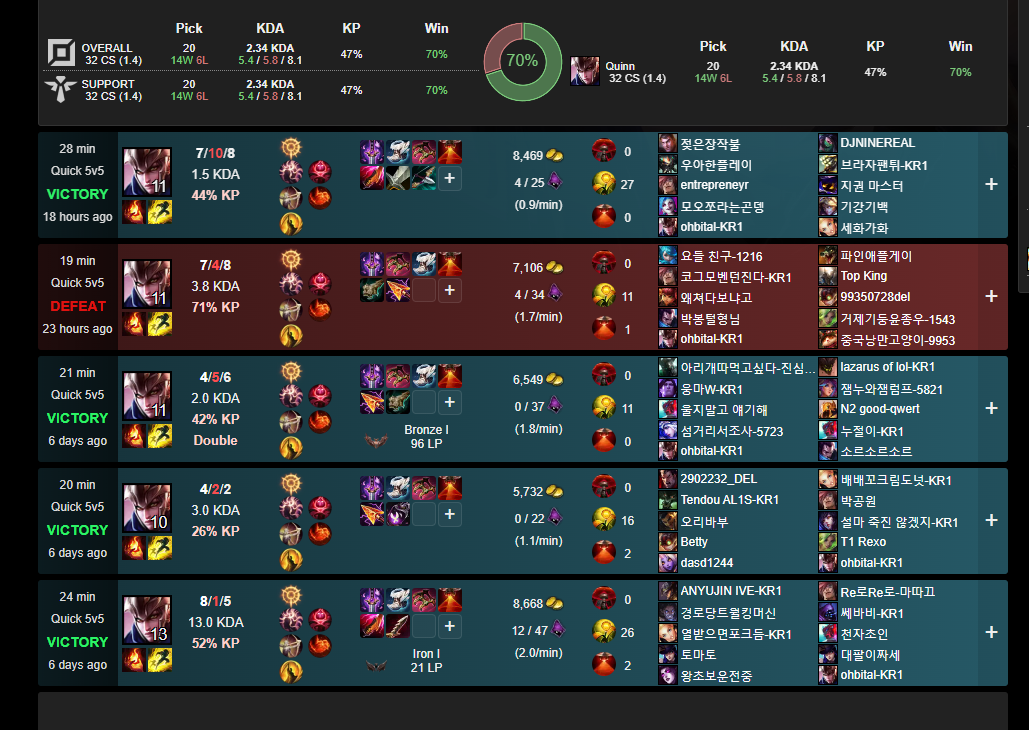 Pick KDA KP Win
OVERALL 20 2.34 KDA 47% 70%
32 CS (1.4) 14W 6L 5.4 / 5.8 / 8.1
SUPPORT 20 2.34 KDA 47% 70%
32 CS (1.4) 14W 6L 5.4 / 5.8 / 8.1
70%
Pick KDA KP Win
Quinn 20 2.34 KDA 47% 70%
32 CS (1.4) 14W 6L 5.4 / 5.8 / 8.1
28 min
Quick 5v5
VICTORY
18 hours ago
11
7/10/8
1.5 KDA
44% KP
+
8,469
4 / 25
(0.9/min)
0
27
0
젖은장작불
우아한플레이
entrepreneyr
모오쪼라는곤뎅
ohbital-KR1
DJNINEREAL
브라자팬튀-KR1
지권 마스터
기강기백
세화가화
+
19 min
Quick 5v5
DEFEAT
23 hours ago
11
7/4/8
3.8 KDA
71% KP
+
7,106
4 / 34
(1.7/min)
0
11
1
요들 친구-1216
코그모벤던진다-KR1
왜쳐다보냐고
박봉털형님
ohbital-KR1
파인애플게이
Top King
99350728del
거제기둥윤종우-1543
중국낭만고양이-9953
+
21 min
Quick 5v5
VICTORY
6 days ago
11
4/5/6
2.0 KDA
42% KP
Double
+
Bronze I
96 LP
6,549
0 / 37
(1.8/min)
0
11
0
아리개따먹고싶다-진심...
웅마W-KR1
울지말고 얘기해
섬거리서조사-5723
ohbital-KR1
lazarus of lol-KR1
잼누와잼럼프-5821
N2 good-qwert
누절이-KR1
소르소르소르
+
20 min
Quick 5v5
VICTORY
6 days ago
10
4/2/2
3.0 KDA
26% KP
+
5,732
0 / 22
(1.1/min)
0
16
2
2902232_DEL
Tendou AL1S-KR1
오리바부
Betty
dasd1244
배배꼬크림도넛-KR1
박공원
설마 죽진 않겠지-KR1
T1 Rexo
ohbital-KR1
+
24 min
Quick 5v5
VICTORY
6 days ago
13
8/1/5
13.0 KDA
52% KP
+
Iron I
21 LP
8,668
12 / 47
(2.0/min)
0
26
2
ANYUJIN IVE-KR1
경로당트월킹머신
열받으면포크듬-KR1
토마토
왕초보운전중
Re로Re로-마따끄
쎄바비-KR1
천자초인
대팔이짜세
ohbital-KR1
+